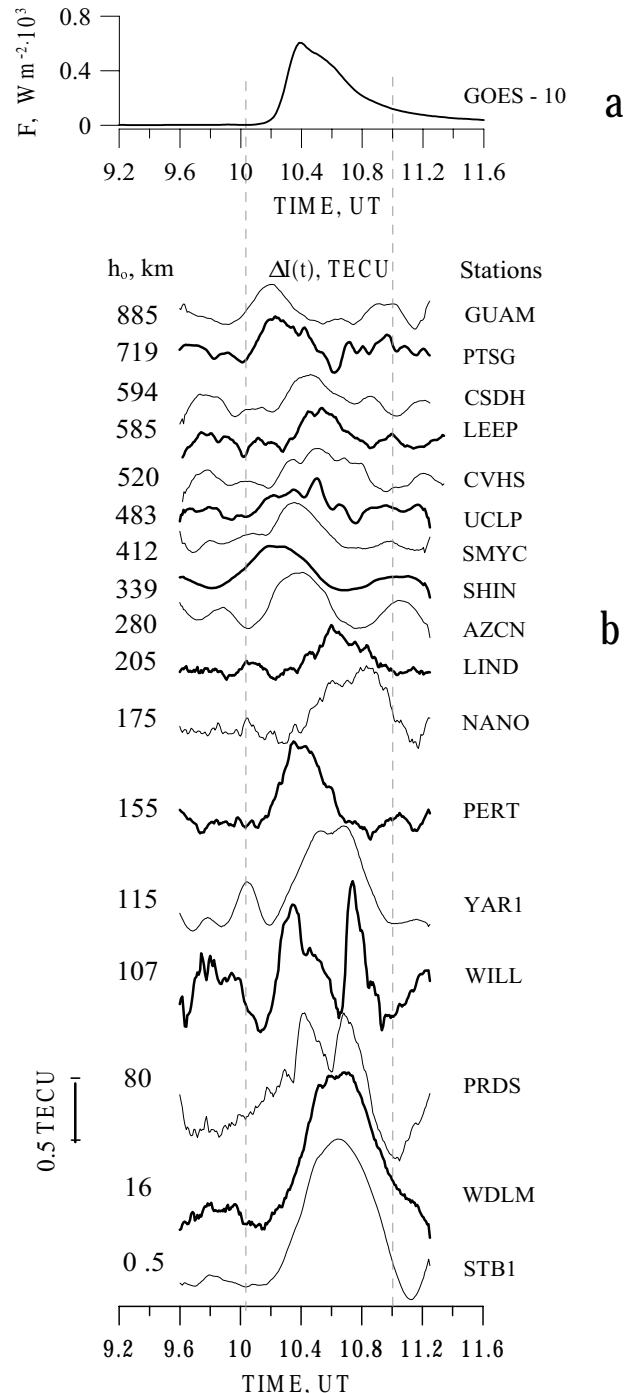 0.8
0.4
0
F, Wm⁻²·10³
GOES - 10
a
9.2 9.6 10 10.4 10.8 11.2 11.6
TIME, UT
h₀, km ΔI(t), TECU Stations
885 GUAM
719 PTSG
594 CSDH
585 LEEP
520 CVHS
483 UCLP
412 SMYC
339 SHIN
280 AZCN
b
205 LIND
175 NANO
155 PERT
115 YAR1
107 WILL
80 PRDS
0.5 TECU
16 WDLM
0 .5 STB1
9.2 9.6 10 10.4 10.8 11.2 11.6
TIME, UT